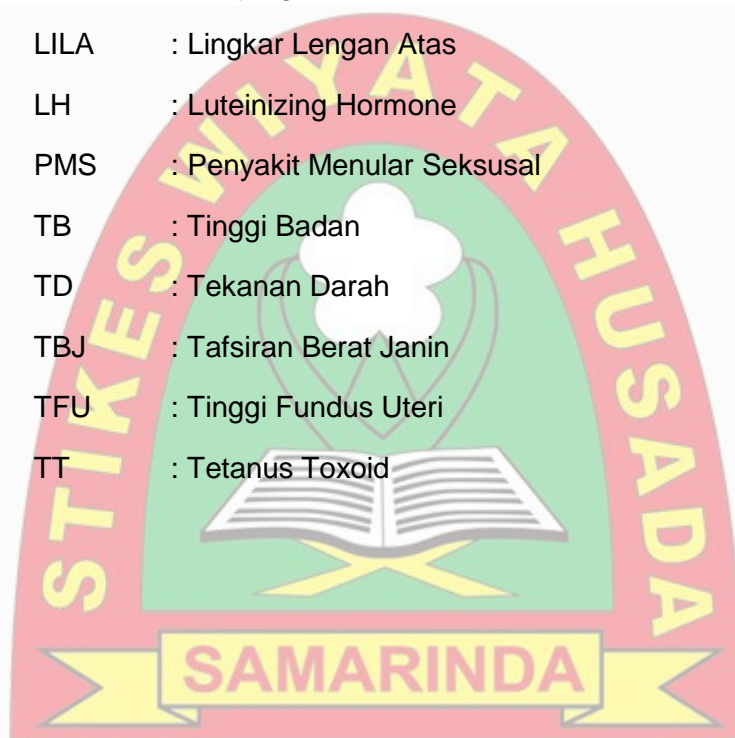 LILA : Lingkar Lengan Atas
LH : Luteinizing Hormone
PMS : Penyakit Menular Seksusal
TB : Tinggi Badan
TD : Tekanan Darah
TBJ : Tafsiran Berat Janin
TFU : Tinggi Fundus Uteri
TT : Tetanus Toxoid
STIKES WIYATA HUSADA
SAMARINDA